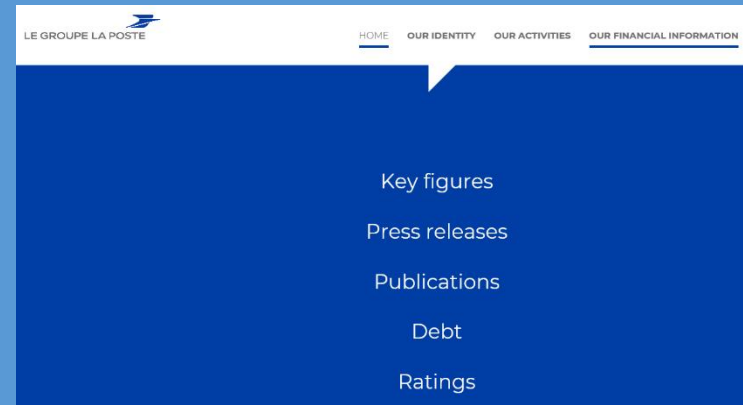 LE GROUPE LA POSTE
HOME OUR IDENTITY OUR ACTIVITIES OUR FINANCIAL INFORMATION
Key figures
Press releases
Publications
Debt
Ratings